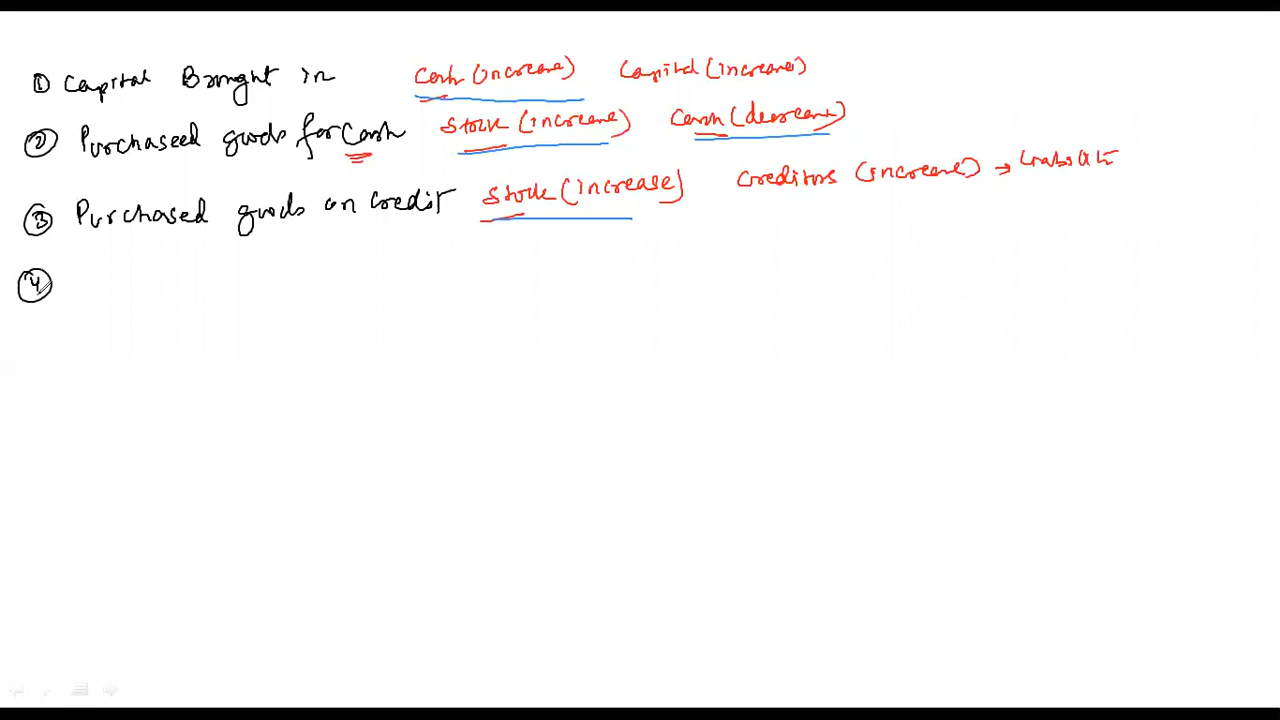 ① Capital Brought in Cash (increase) Capital (increase)
② Purchaseed goods for Cash Stock (increase) Cash (decrease)
③ Purchased goods on credit Stock (increase) Creditors (increase) →
④